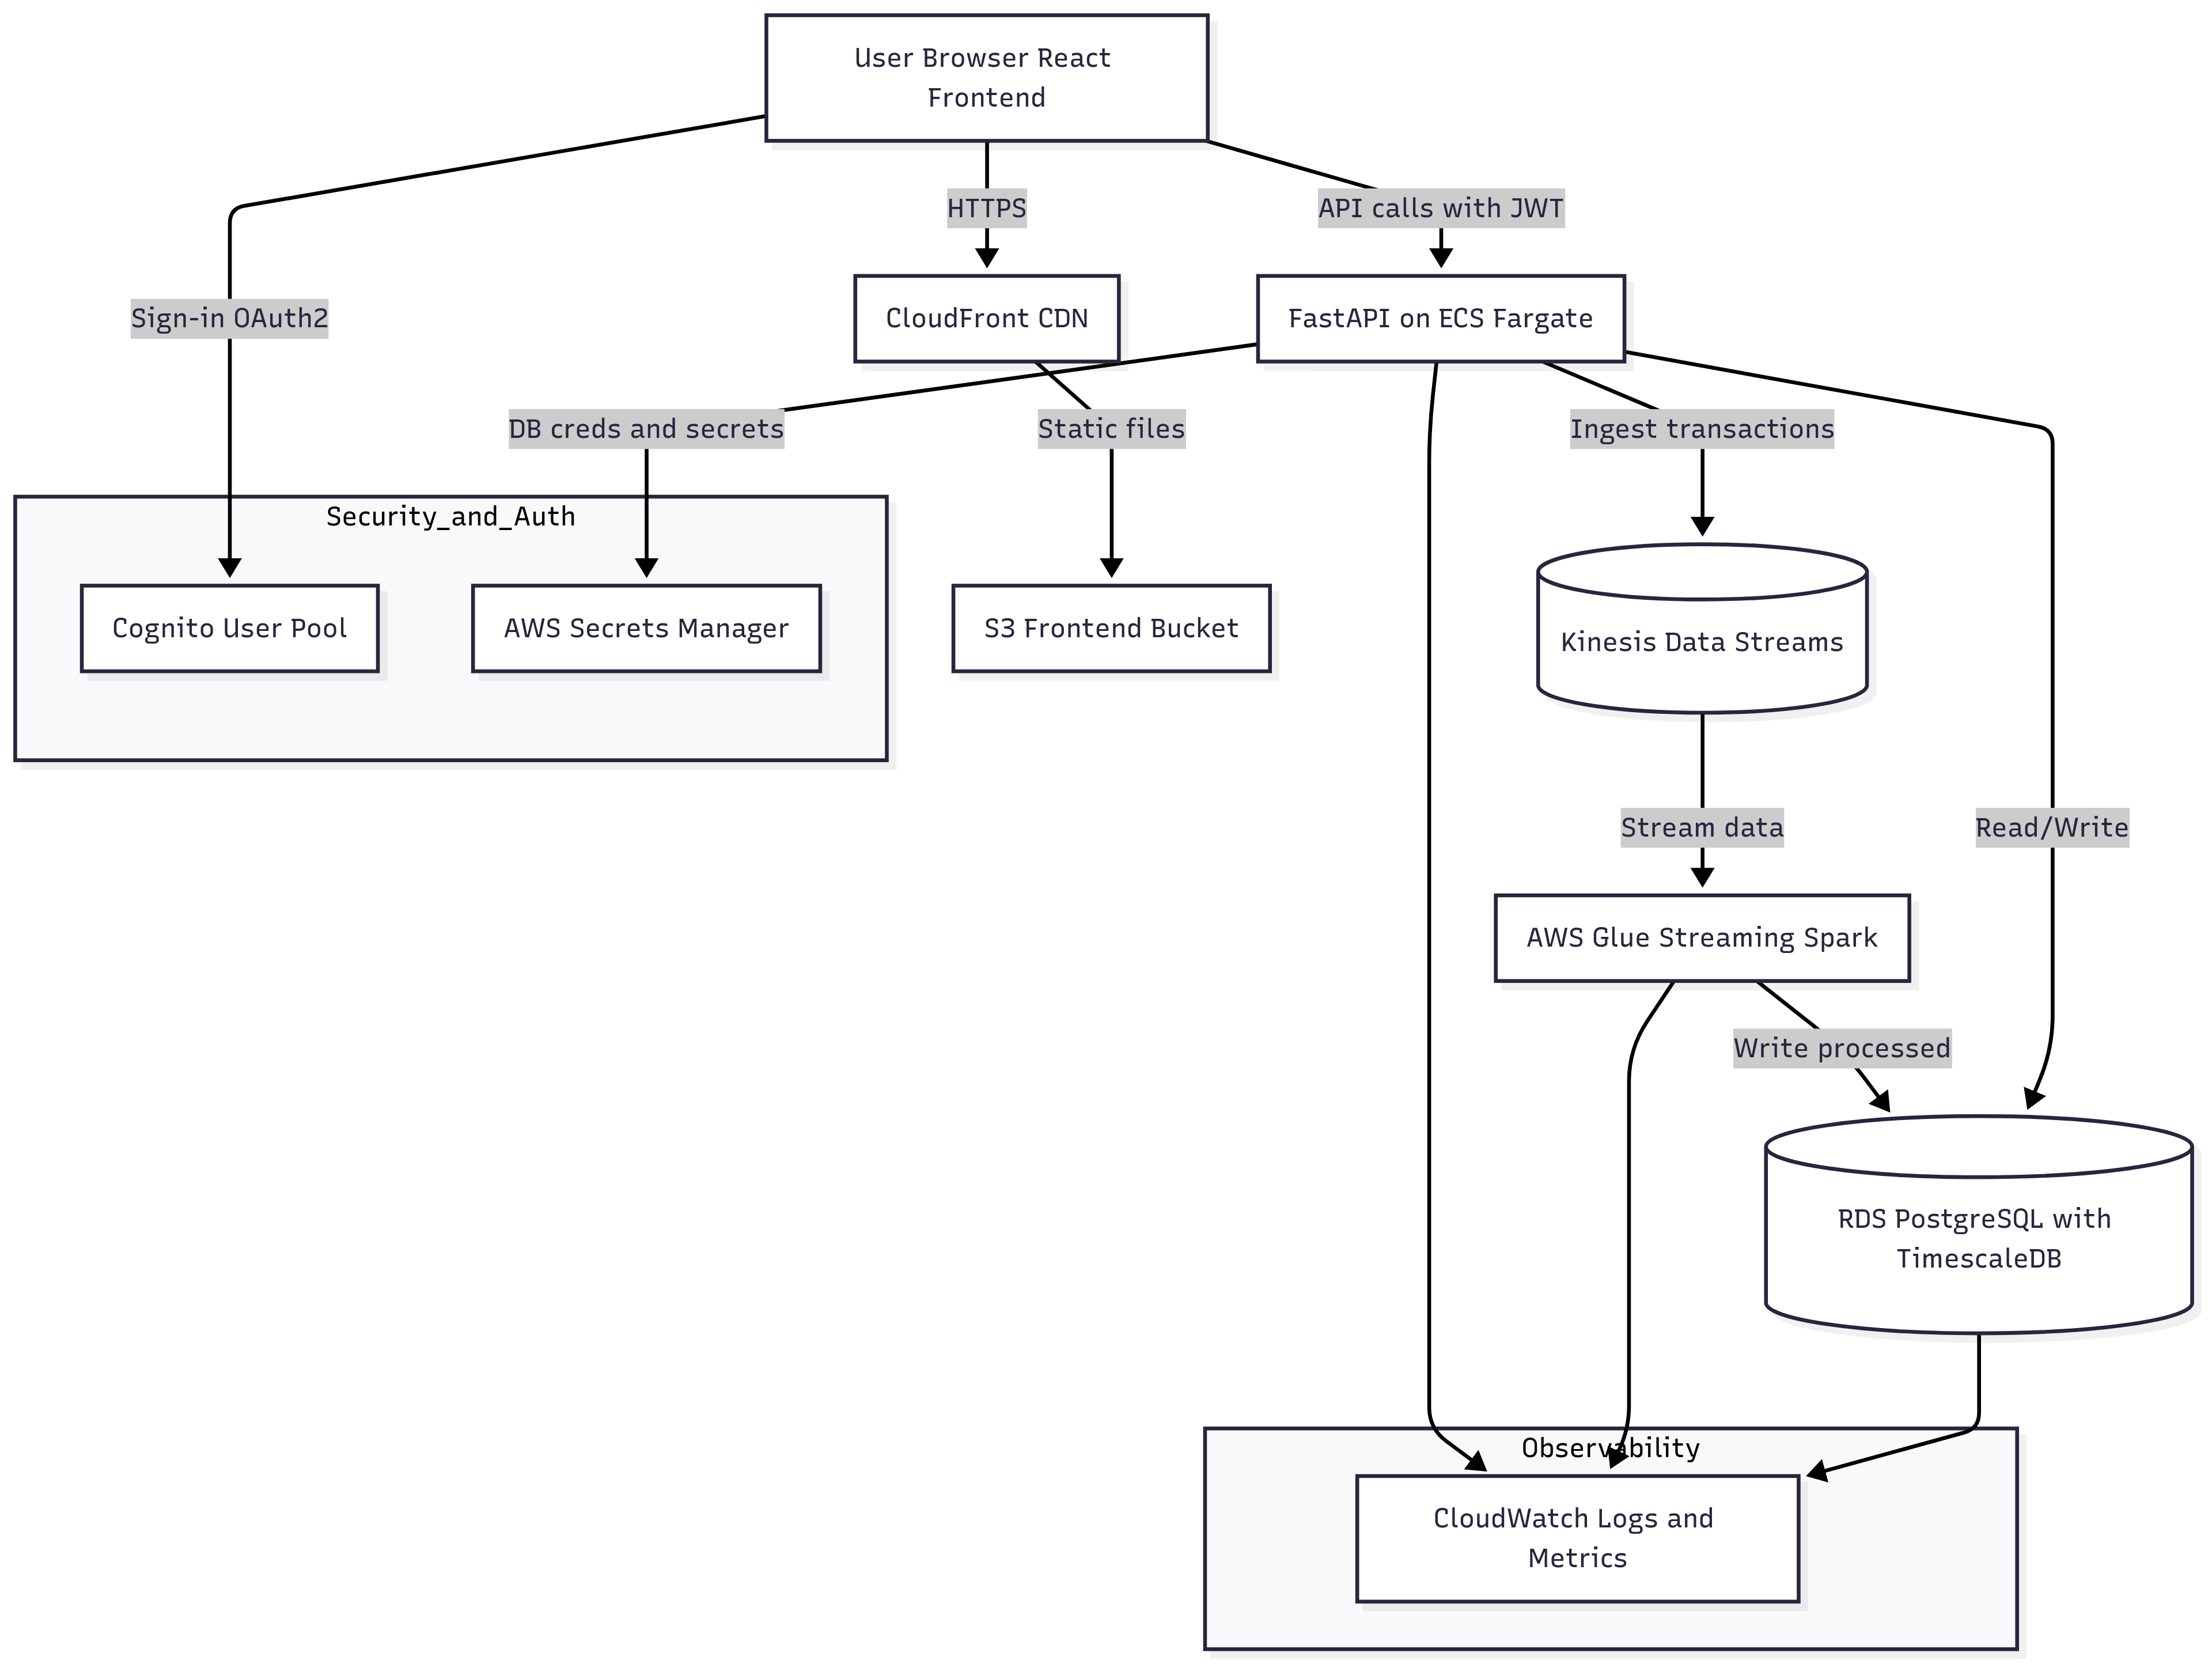 User Browser React
Frontend
HTTPS
API calls with JWT
Sign-in OAuth2
CloudFront CDN
FastAPI on ECS Fargate
DB creds and secrets
Static files
Ingest transactions
Security_and_Auth
Cognito User Pool
AWS Secrets Manager
S3 Frontend Bucket
Kinesis Data Streams
Stream data
Read/Write
AWS Glue Streaming Spark
Write processed
RDS PostgreSQL with
TimescaleDB
Observability
CloudWatch Logs and
Metrics